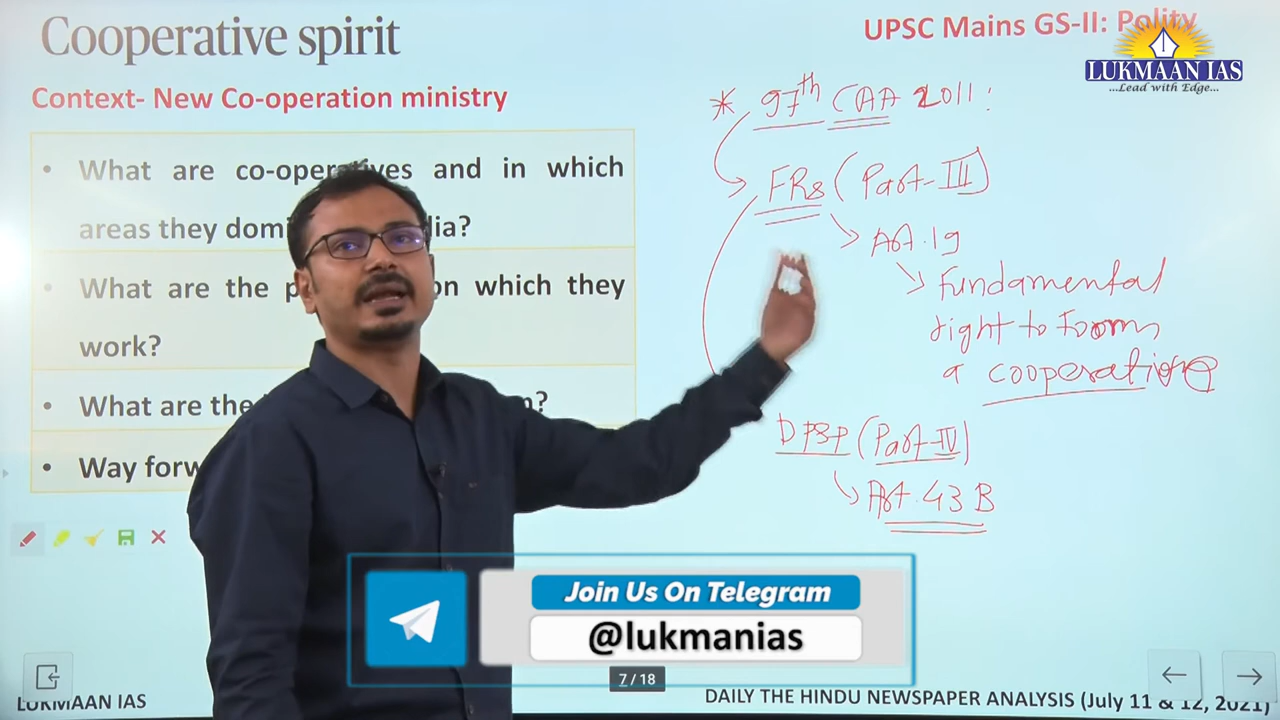 Cooperative spirit
UPSC Mains GS-II: Polity
LUKMAAN IAS
...Lead with Edge...
Context- New Co-operation ministry
• What are co-operatives and in which
areas they dom dia?
• What are the p on which they
work?
• What are the m?
• Way forw
* 97th CAA 2011:
FRs (Part-III)
Art.19
Fundamental
right to Form
a cooperative
DPSP (Part-IV)
Art.43 B
Join Us On Telegram
@lukmanias
7 / 18
LUKMAAN IAS
DAILY THE HINDU NEWSPAPER ANALYSIS (July 11 & 12, 2021)